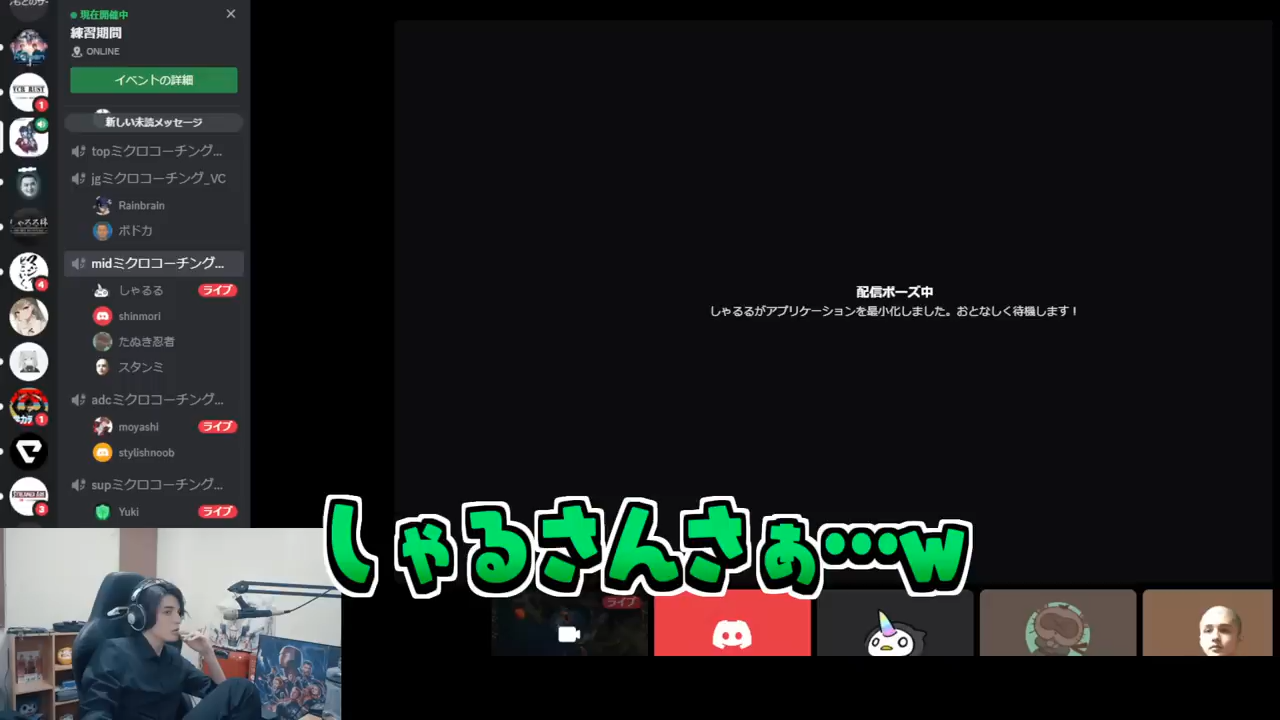 現在開催中
練習期間
ONLINE
イベントの詳細
新しい未読メッセージ
topミクロコーチング...
jgミクロコーチング_VC
Rainbrain
ボドカ
midミクロコーチング...
しゃるる
ライブ
shinmori
たぬき忍者
スタンミ
adcミクロコーチング...
moyashi
ライブ
stylishnoob
supミクロコーチング...
Yuki
ライブ
VCR RUST
1
4
1
3
配信ポーズ中
しゃるるがアプリケーションを最小化しました。おとなしく待機します！
しゃるさんさぁ…w
ライブ